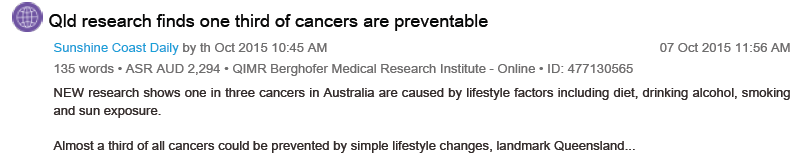 Qld research finds one third of cancers are preventable
Sunshine Coast Daily by th Oct 2015 10:45 AM 07 Oct 2015 11:56 AM
135 words • ASR AUD 2,294 • QIMR Berghofer Medical Research Institute - Online • ID: 477130565
NEW research shows one in three cancers in Australia are caused by lifestyle factors including diet, drinking alcohol, smoking
and sun exposure.
Almost a third of all cancers could be prevented by simple lifestyle changes, landmark Queensland...